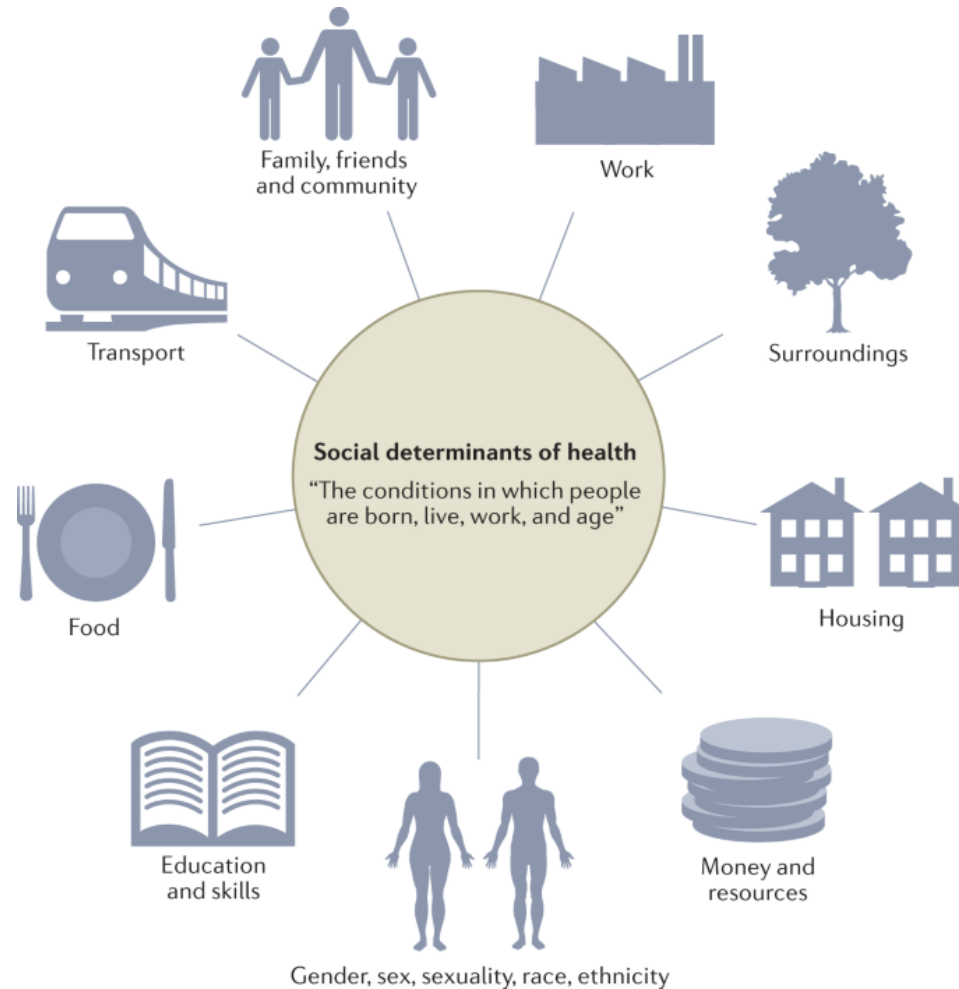 Family, friends
and community
Work
Transport
Surroundings
Social determinants of health
“The conditions in which people
are born, live, work, and age”
Food
Housing
Education
and skills
Money and
resources
Gender, sex, sexuality, race, ethnicity